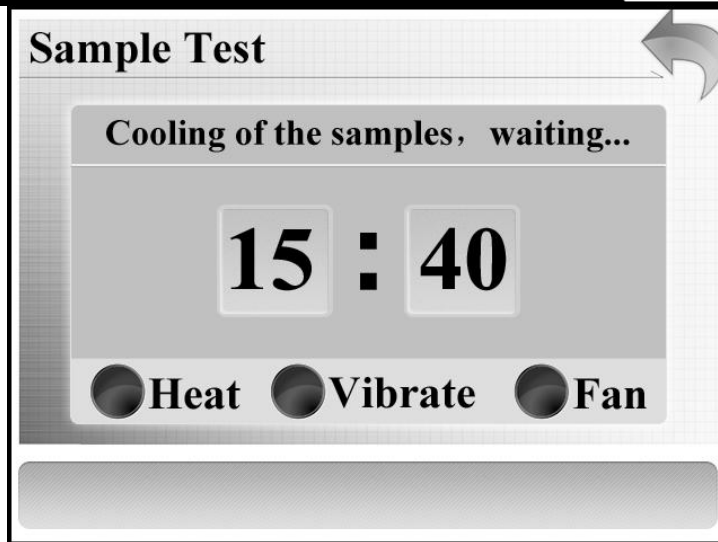 Sample Test
Cooling of the samples， waiting...
15 : 40
Heat Vibrate Fan